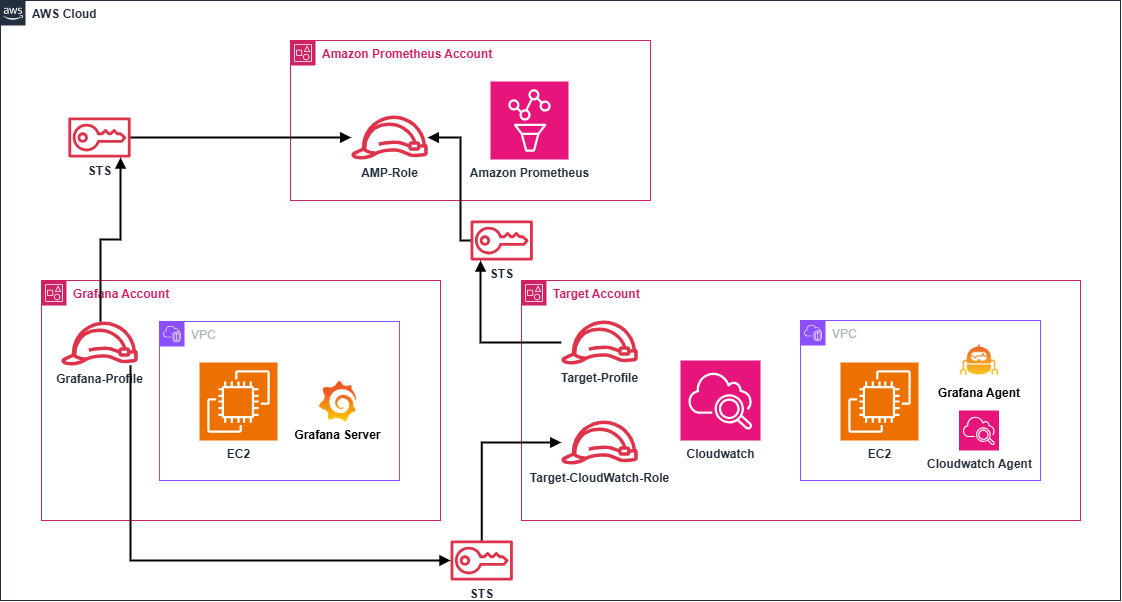 aws
AWS Cloud
Amazon Prometheus Account
STS
AMP-Role
Amazon Prometheus
STS
Grafana Account
Target Account
VPC
VPC
Grafana-Profile
Target-Profile
Grafana Agent
Grafana Server
EC2
Cloudwatch
EC2
Cloudwatch Agent
Target-CloudWatch-Role
STS